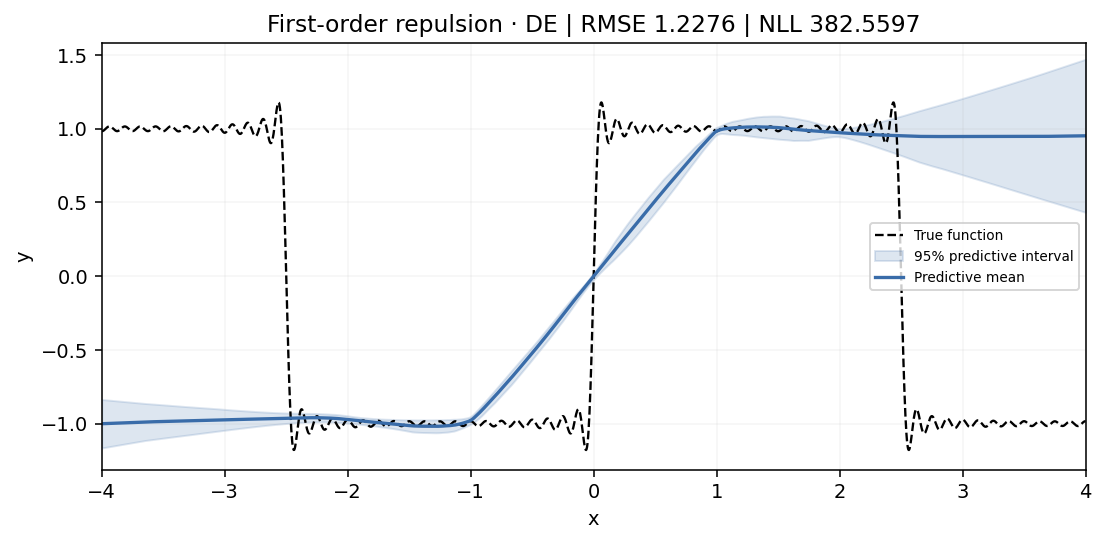 First-order repulsion · DE | RMSE 1.2276 | NLL 382.5597
1.5
1.0
0.5
0.0
−0.5
−1.0
y
True function
95% predictive interval
Predictive mean
−4 −3 −2 −1 0 1 2 3 4
x